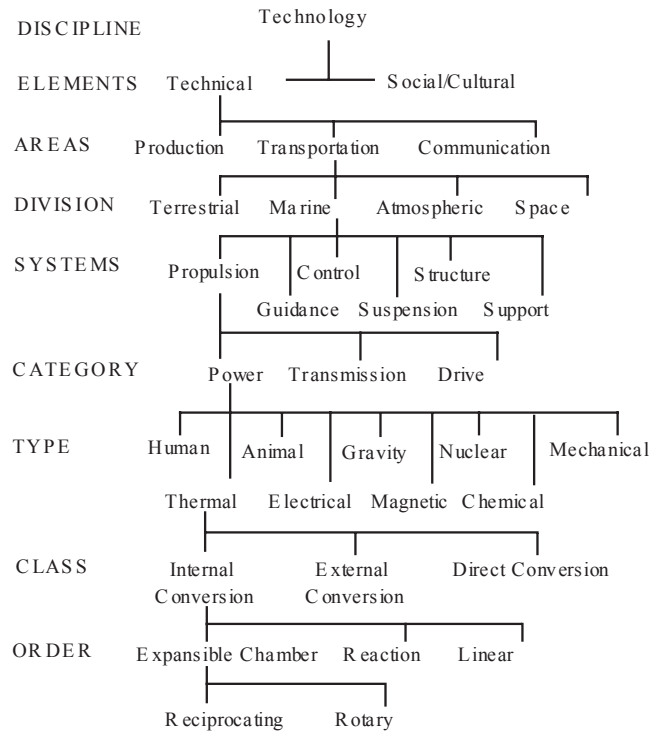 DISCIPLINE Technology
ELEMENTS Technical Social/Cultural
AREAS Production Transportation Communication
DIVISION Terrestrial Marine Atmospheric Space
SYSTEMS Propulsion Control Structure
Guidance Suspension Support
CATEGORY Power Transmission Drive
TYPE Human Animal Gravity Nuclear Mechanical
Thermal Electrical Magnetic Chemical
CLASS Internal External Direct Conversion
Conversion Conversion
ORDER Expansible Chamber Reaction Linear
Reciprocating Rotary